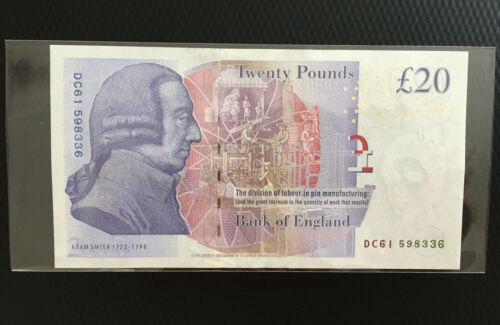 Twenty Pounds
£20
DC61 598336
The division of labour in pin manufacturing:
(and the great increase in the quantity of work that results)
Bank of England
DC61 598336
ADAM SMITH 1723-1790